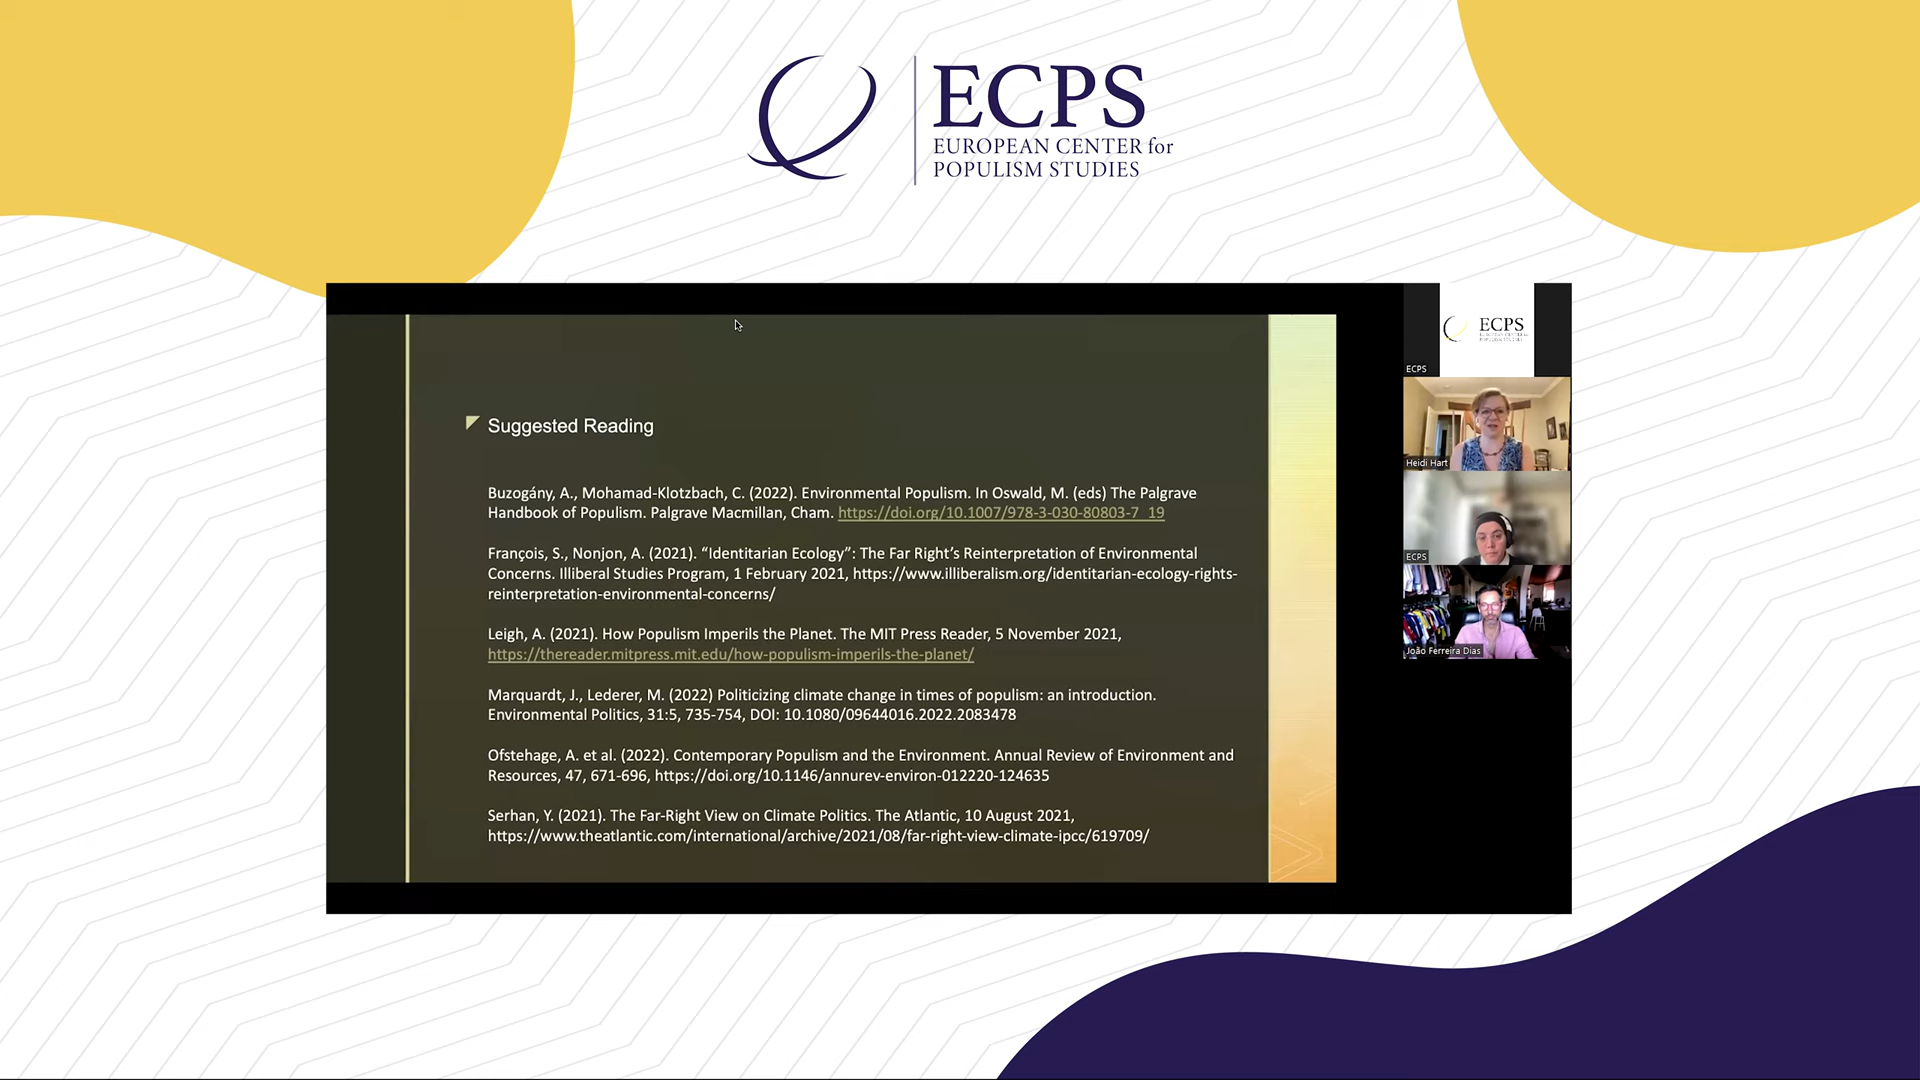 ECPS
EUROPEAN CENTER for
POPULISM STUDIES
Suggested Reading
Buzogány, A., Mohamad-Klotzbach, C. (2022). Environmental Populism. In Oswald, M. (eds) The Palgrave
Handbook of Populism. Palgrave Macmillan, Cham. https://doi.org/10.1007/978-3-030-80803-7_19
François, S., Nonjon, A. (2021). “Identitarian Ecology”: The Far Right’s Reinterpretation of Environmental
Concerns. Illiberal Studies Program, 1 February 2021, https://www.illiberalism.org/identitarian-ecology-rights-
reinterpretation-environmental-concerns/
Leigh, A. (2021). How Populism Imperils the Planet. The MIT Press Reader, 5 November 2021,
https://thereader.mitpress.mit.edu/how-populism-imperils-the-planet/
Marquardt, J., Lederer, M. (2022) Politicizing climate change in times of populism: an introduction.
Environmental Politics, 31:5, 735-754, DOI: 10.1080/09644016.2022.2083478
Ofstehage, A. et al. (2022). Contemporary Populism and the Environment. Annual Review of Environment and
Resources, 47, 671-696, https://doi.org/10.1146/annurev-environ-012220-124635
Serhan, Y. (2021). The Far-Right View on Climate Politics. The Atlantic, 10 August 2021,
https://www.theatlantic.com/international/archive/2021/08/far-right-view-climate-ipcc/619709/
ECPS
ECPS
Heidi Hart
ECPS
João Ferreira Dias